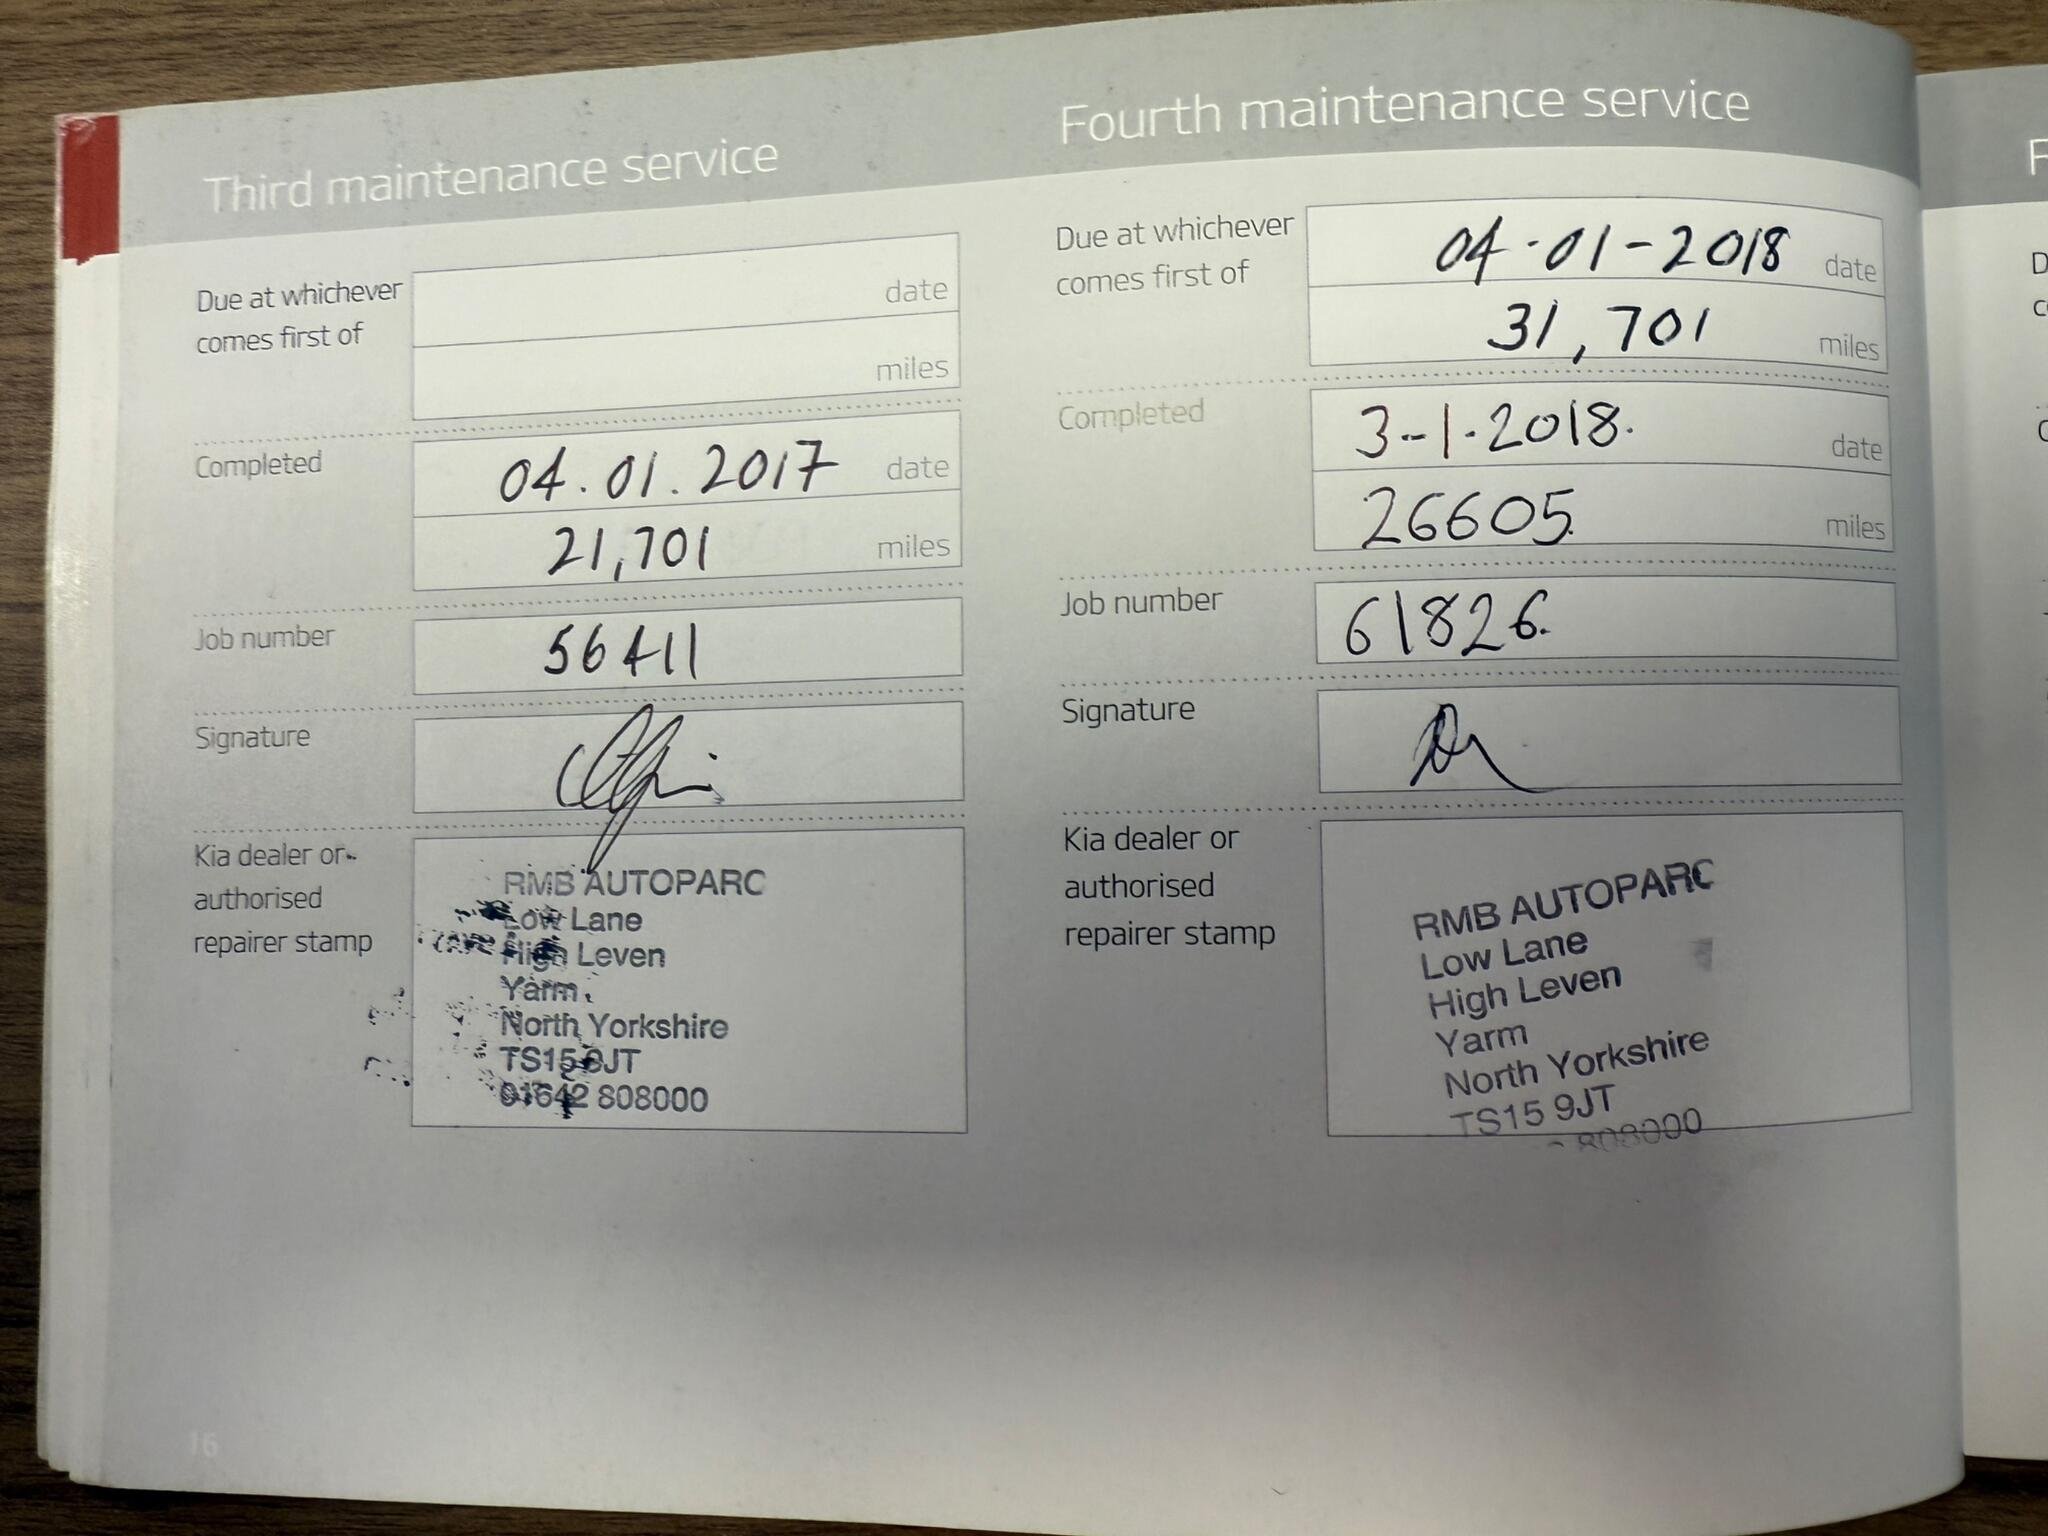 Third maintenance service
Due at whichever
comes first of
date
miles
Completed
04.01.2017 date
21,701 miles
Job number
56411
Signature
Kia dealer or
authorised
repairer stamp
RMB AUTOPARC
Low Lane
High Leven
Yarm
North Yorkshire
TS15 9JT
01642 808000
16
Fourth maintenance service
Due at whichever
comes first of
04-01-2018 date
31,701 miles
Completed
3-1-2018. date
26605. miles
Job number
61826.
Signature
Kia dealer or
authorised
repairer stamp
RMB AUTOPARC
Low Lane
High Leven
Yarm
North Yorkshire
TS15 9JT
808000